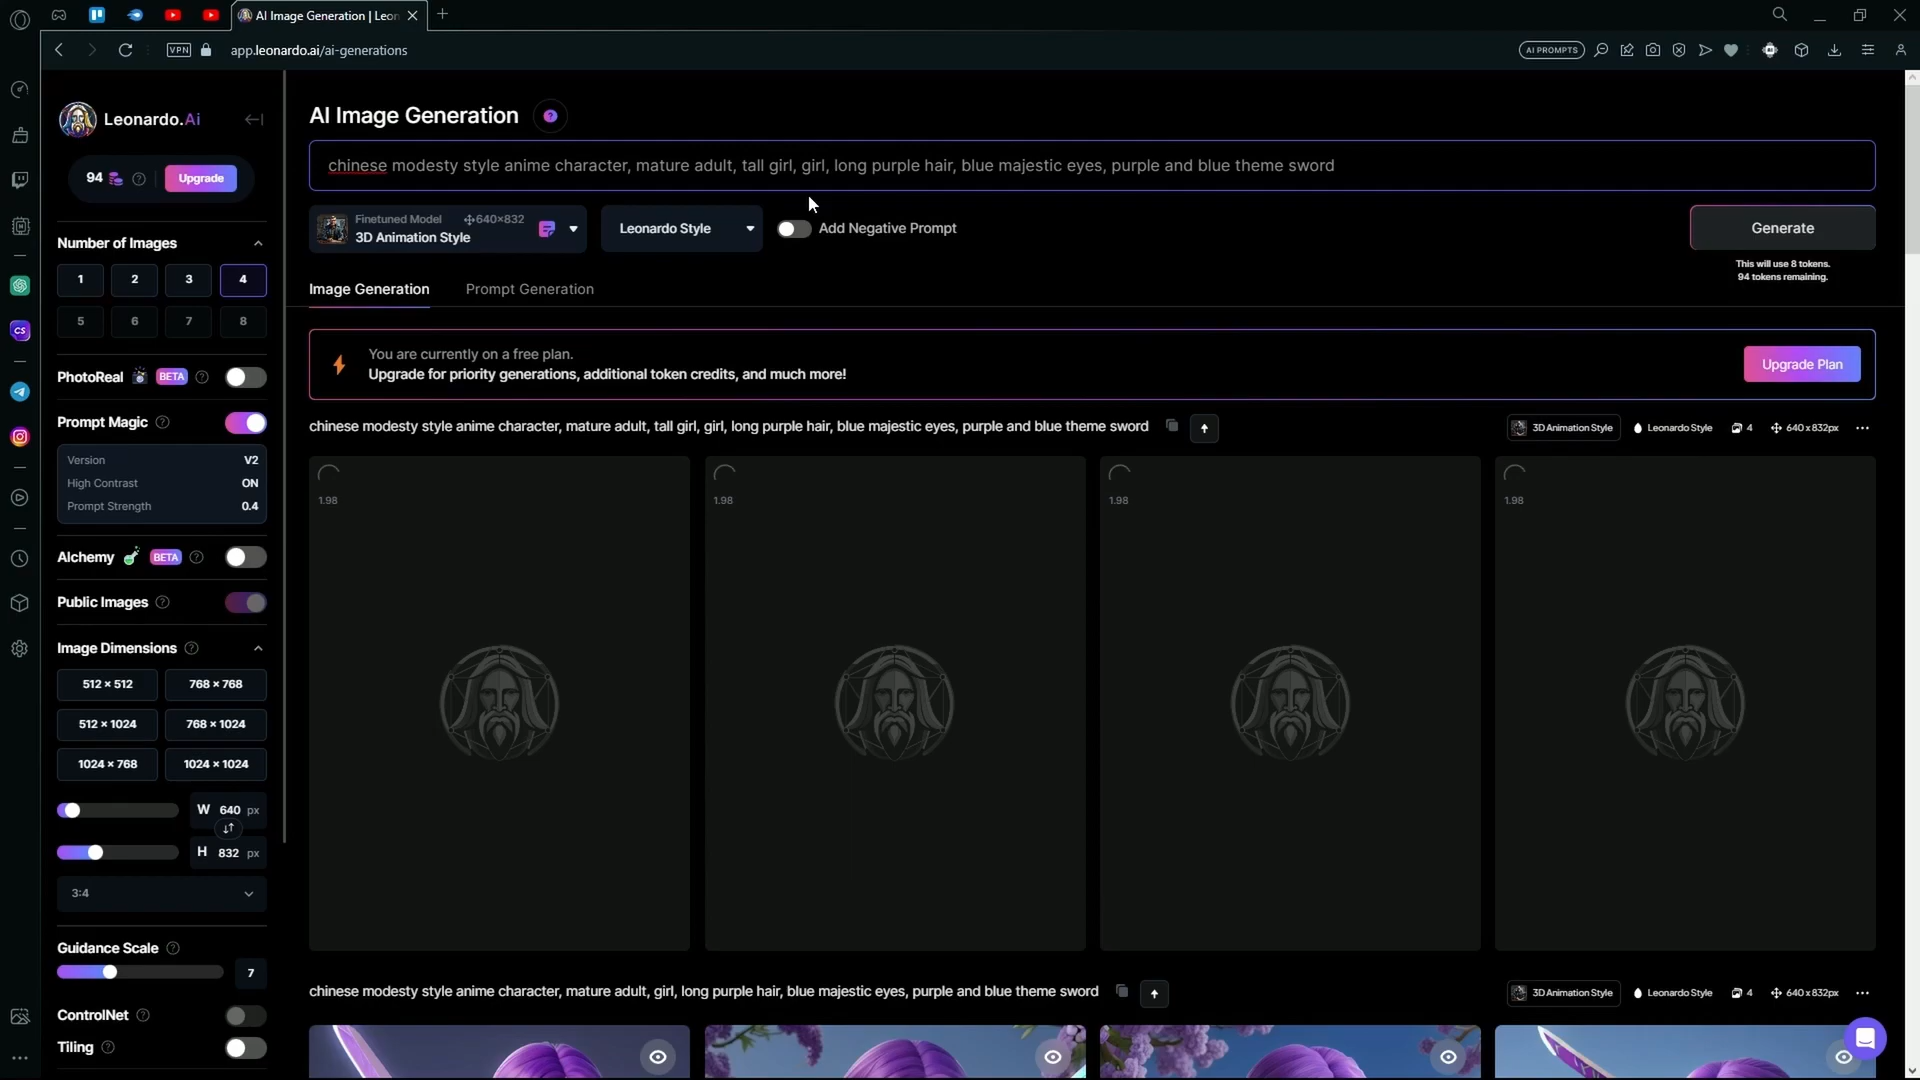 AI Image Generation | Leon
VPN
app.leonardo.ai/ai-generations
AI PROMPTS
Leonardo.Ai
94
Upgrade
Number of Images
1 2 3 4
5 6 7 8
PhotoReal BETA
Prompt Magic
Version V2
High Contrast ON
Prompt Strength 0.4
Alchemy BETA
Public Images
Image Dimensions
512 × 512 768 × 768
512 × 1024 768 × 1024
1024 × 768 1024 × 1024
W 640 px
H 832 px
3:4
Guidance Scale
7
ControlNet
Tiling
CS
AI Image Generation ?
chinese modesty style anime character, mature adult, tall girl, girl, long purple hair, blue majestic eyes, purple and blue theme sword
Finetuned Model 640×832
3D Animation Style
Leonardo Style
Add Negative Prompt
Generate
This will use 8 tokens.
94 tokens remaining.
Image Generation Prompt Generation
You are currently on a free plan.
Upgrade for priority generations, additional token credits, and much more!
Upgrade Plan
chinese modesty style anime character, mature adult, tall girl, girl, long purple hair, blue majestic eyes, purple and blue theme sword
3D Animation Style Leonardo Style 4 640 x 832px
1.98 1.98 1.98 1.98
chinese modesty style anime character, mature adult, girl, long purple hair, blue majestic eyes, purple and blue theme sword
3D Animation Style Leonardo Style 4 640 x 832px